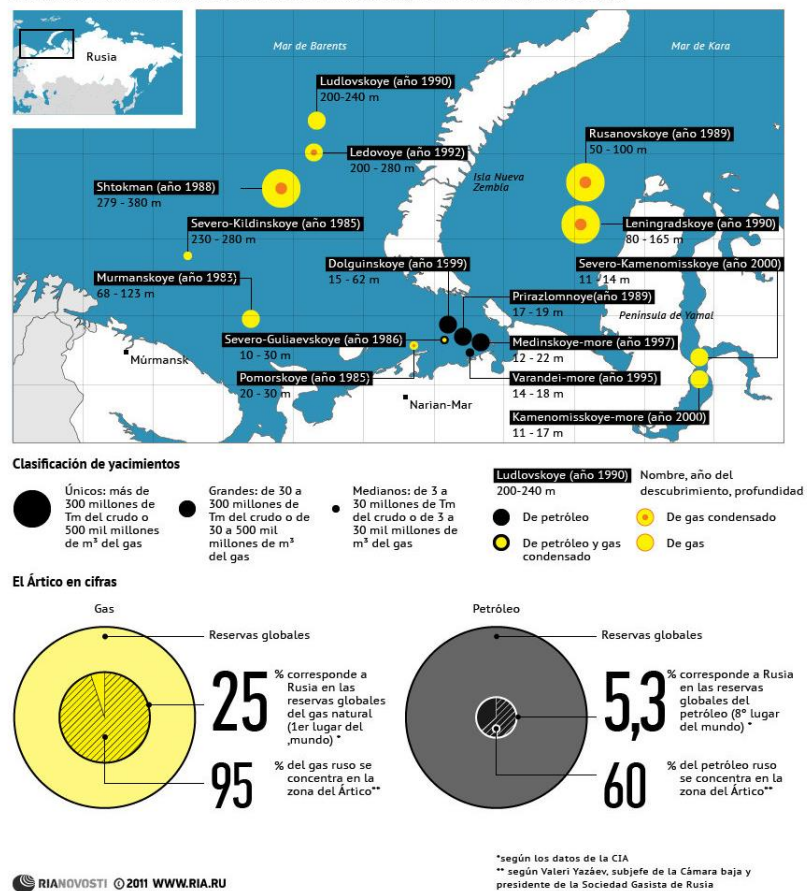 Rusia
Mar de Barents
Mar de Kara
Ludlovskoye (año 1990)
200-240 m
Ledovoye (año 1992)
200 - 280 m
Rusanovskoye (año 1989)
50 - 100 m
Isla Nueva
Zembla
Shtokman (año 1988)
279 - 380 m
Severo-Kildinskoye (año 1985)
230 - 280 m
Leningradskoye (año 1990)
80 - 165 m
Dolguinskoye (año 1999)
15 - 62 m
Severo-Kamenomisskoye (año 2000)
11 - 14 m
Murmanskoye (año 1983)
68 - 123 m
Prirazlomnoye(año 1989)
17 - 19 m
Península de Yamal
Severo-Guliaevskoye (año 1986)
10 - 30 m
Medinskoye-more (año 1997)
12 - 22 m
Múrmansk
Pomorskoye (año 1985)
20 - 30 m
Varandei-more (año 1995)
14 - 18 m
Narian-Mar
Kamenomisskoye-more (año 2000)
11 - 17 m
Clasificación de yacimientos
Únicos: más de
300 millones de
Tm del crudo o
500 mil millones
de m³ del gas
Grandes: de 30 a
300 millones de
Tm del crudo o de
30 a 500 mil
millones de m³
del gas
Medianos: de 3 a
30 millones de Tm
del crudo o de 3 a
30 mil millones de
m³ del gas
Ludlovskoye (año 1990)
200-240 m
Nombre, año del
descubrimiento, profundidad
De petróleo
De gas condensado
De petróleo y gas
condensado
De gas
El Ártico en cifras
Gas
Reservas globales
25
% corresponde a
Rusia en las
reservas globales
del gas natural
(1er lugar del
,mundo) *
95
% del gas ruso se
concentra en la
zona del Ártico**
Petróleo
Reservas globales
5,3
% corresponde a Rusia
en las reservas
globales del
petróleo (8° lugar
del mundo) *
60
% del petróleo ruso
se concentra en la
zona del Ártico**
*según los datos de la CIA
** según Valeri Yazáev, subjefe de la Cámara baja y
presidente de la Sociedad Gasista de Rusia
RIANOVOSTI © 2011 WWW.RIA.RU